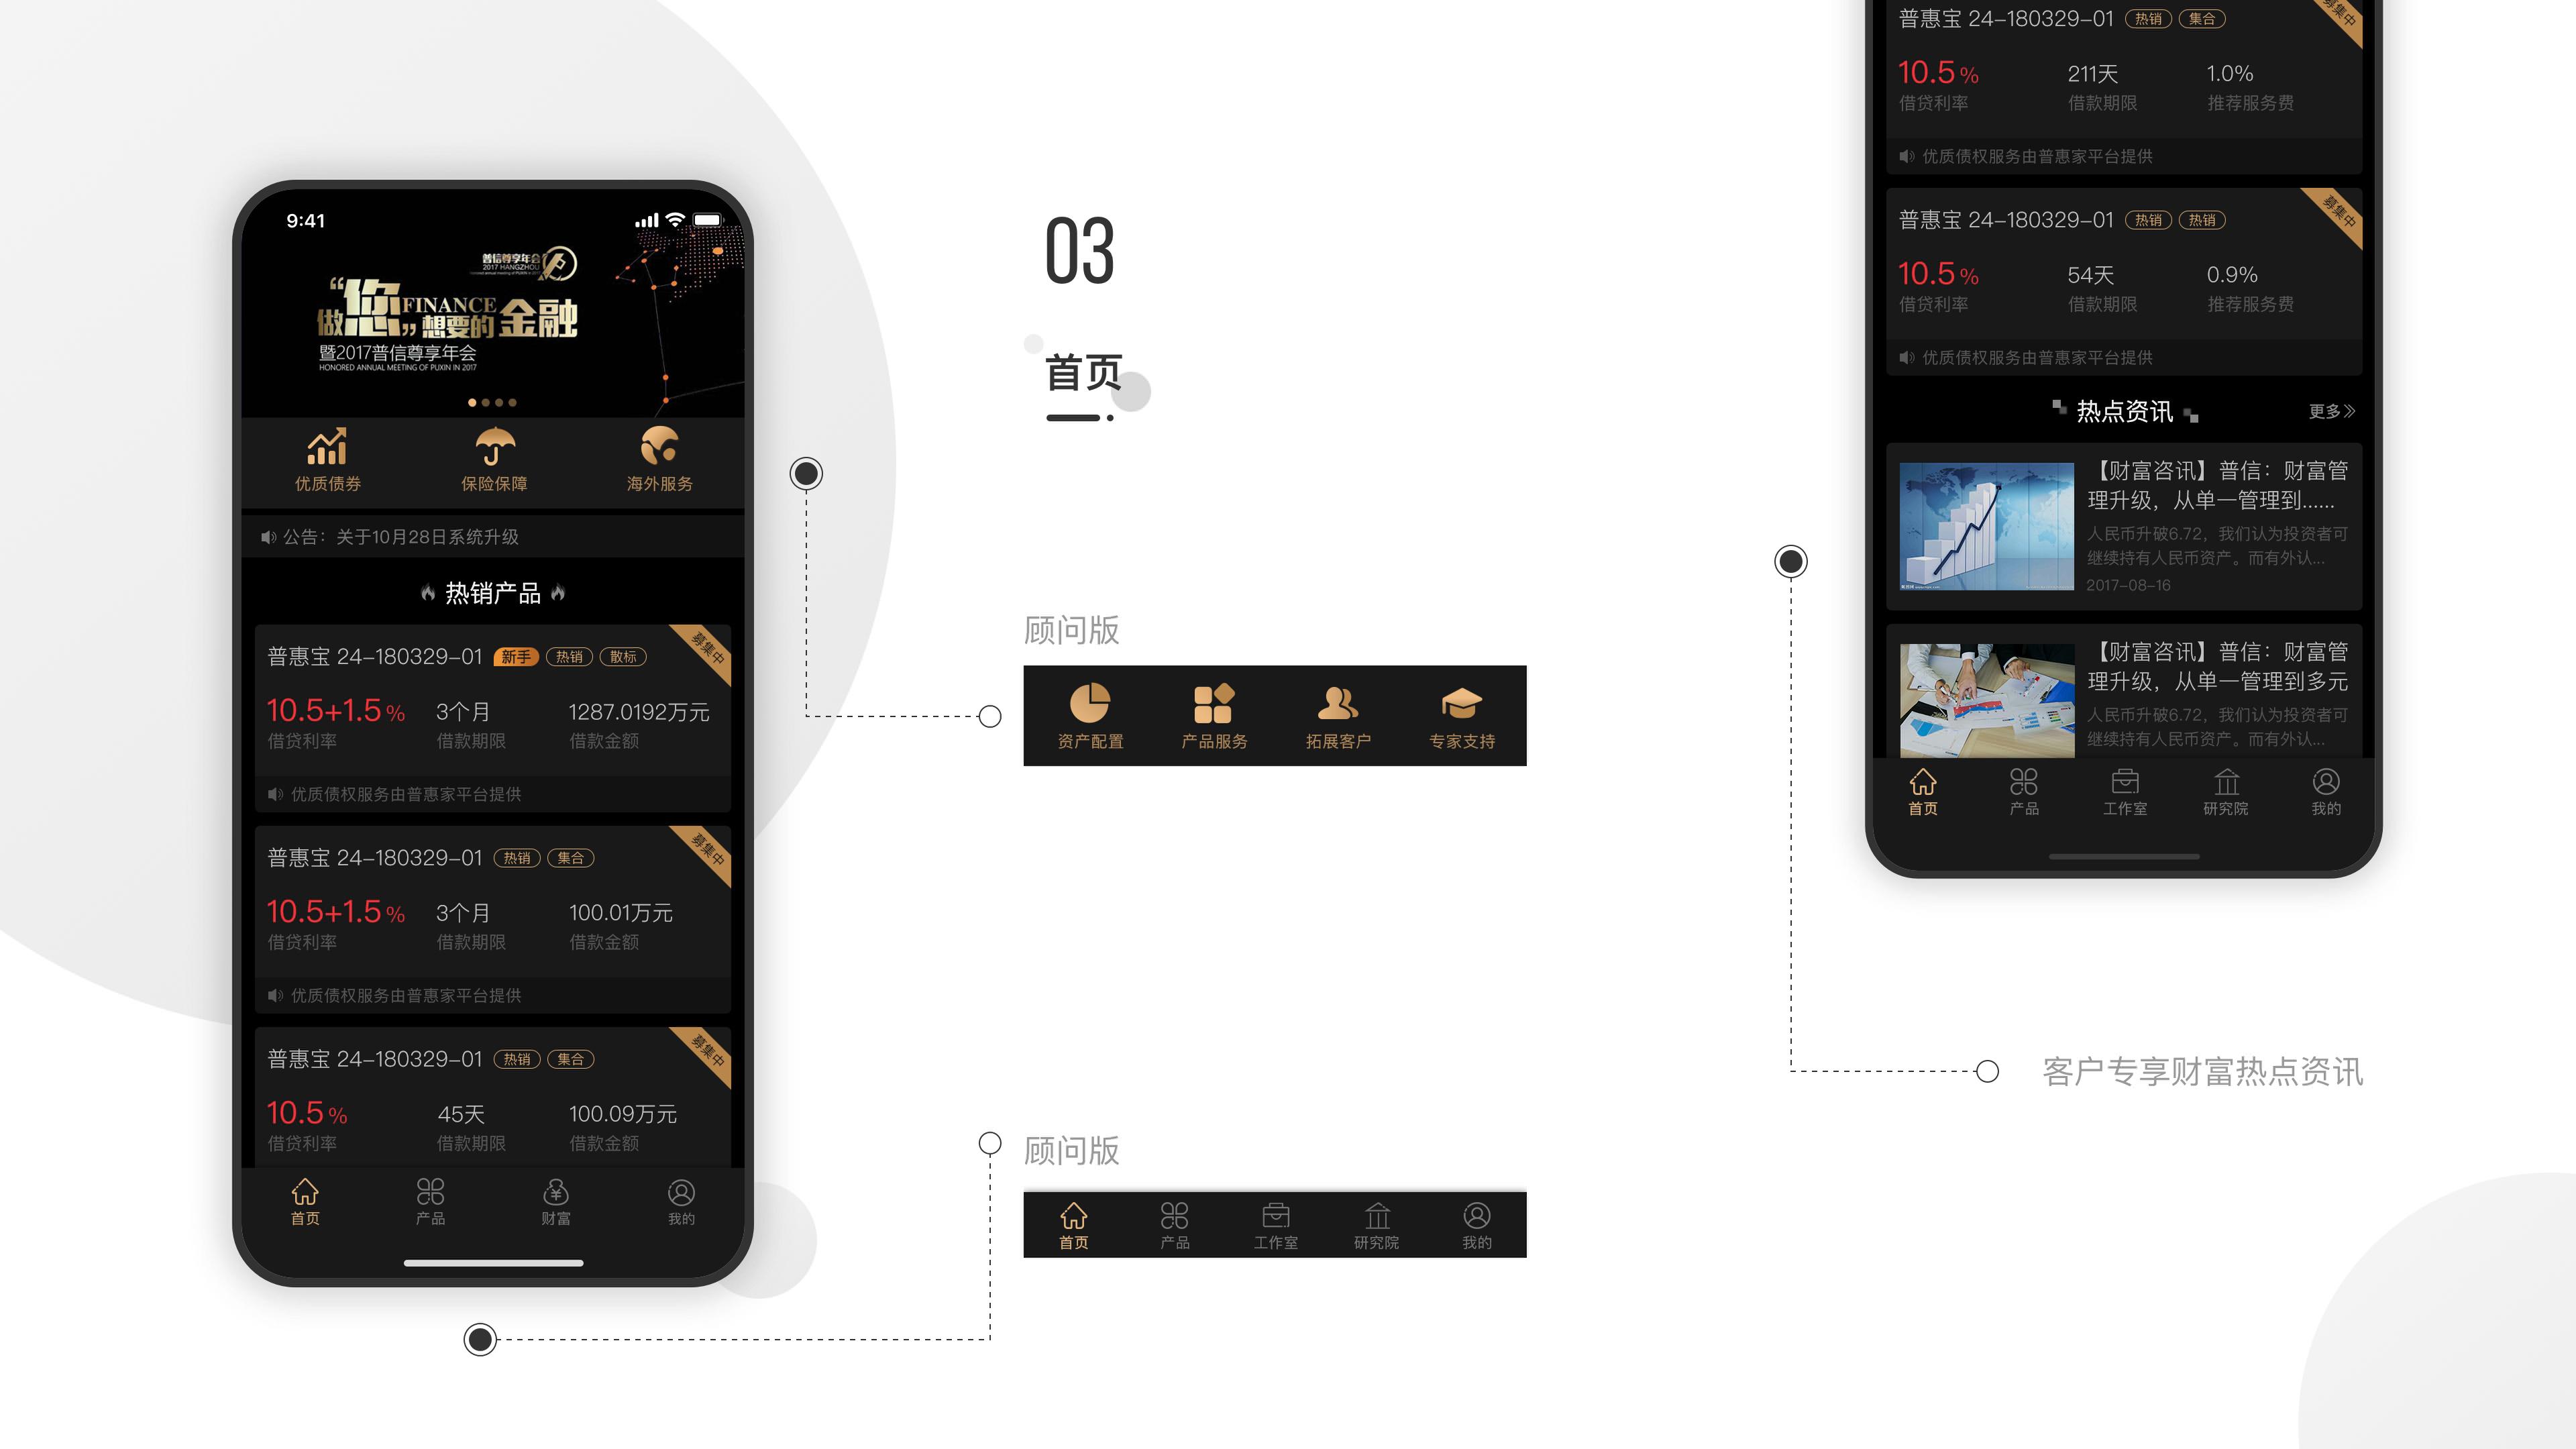 9:41
普信尊享年会
2017 HANGZHOU
做“您”FINANCE想要的金融
暨2017普信尊享年会
HONORED ANNUAL MEETING OF PUXIN IN 2017
优质债券
保险保障
海外服务
公告：关于10月28日系统升级
热销产品
普惠宝 24-180329-01 新手 热销 散标
募集中
10.5+1.5% 3个月 1287.0192万元
借贷利率 借款期限 借款金额
优质债权服务由普惠家平台提供
普惠宝 24-180329-01 热销 集合
募集中
10.5+1.5% 3个月 100.01万元
借贷利率 借款期限 借款金额
优质债权服务由普惠家平台提供
普惠宝 24-180329-01 热销 集合
募集中
10.5% 45天 100.09万元
借贷利率 借款期限 借款金额
首页 产品 财富 我的
03
首页
顾问版
资产配置 产品服务 拓展客户 专家支持
顾问版
首页 产品 工作室 研究院 我的
普惠宝 24-180329-01 热销 集合
募集中
10.5% 211天 1.0%
借贷利率 借款期限 推荐服务费
优质债权服务由普惠家平台提供
普惠宝 24-180329-01 热销 热销
募集中
10.5% 54天 0.9%
借贷利率 借款期限 推荐服务费
优质债权服务由普惠家平台提供
热点资讯
更多
【财富咨讯】普信：财富管
理升级，从单一管理到......
人民币升破6.72，我们认为投资者可
继续持有人民币资产。而有外认...
2017-08-16
【财富咨讯】普信：财富管
理升级，从单一管理到多元
人民币升破6.72，我们认为投资者可
继续持有人民币资产。而有外认...
首页 产品 工作室 研究院 我的
客户专享财富热点资讯